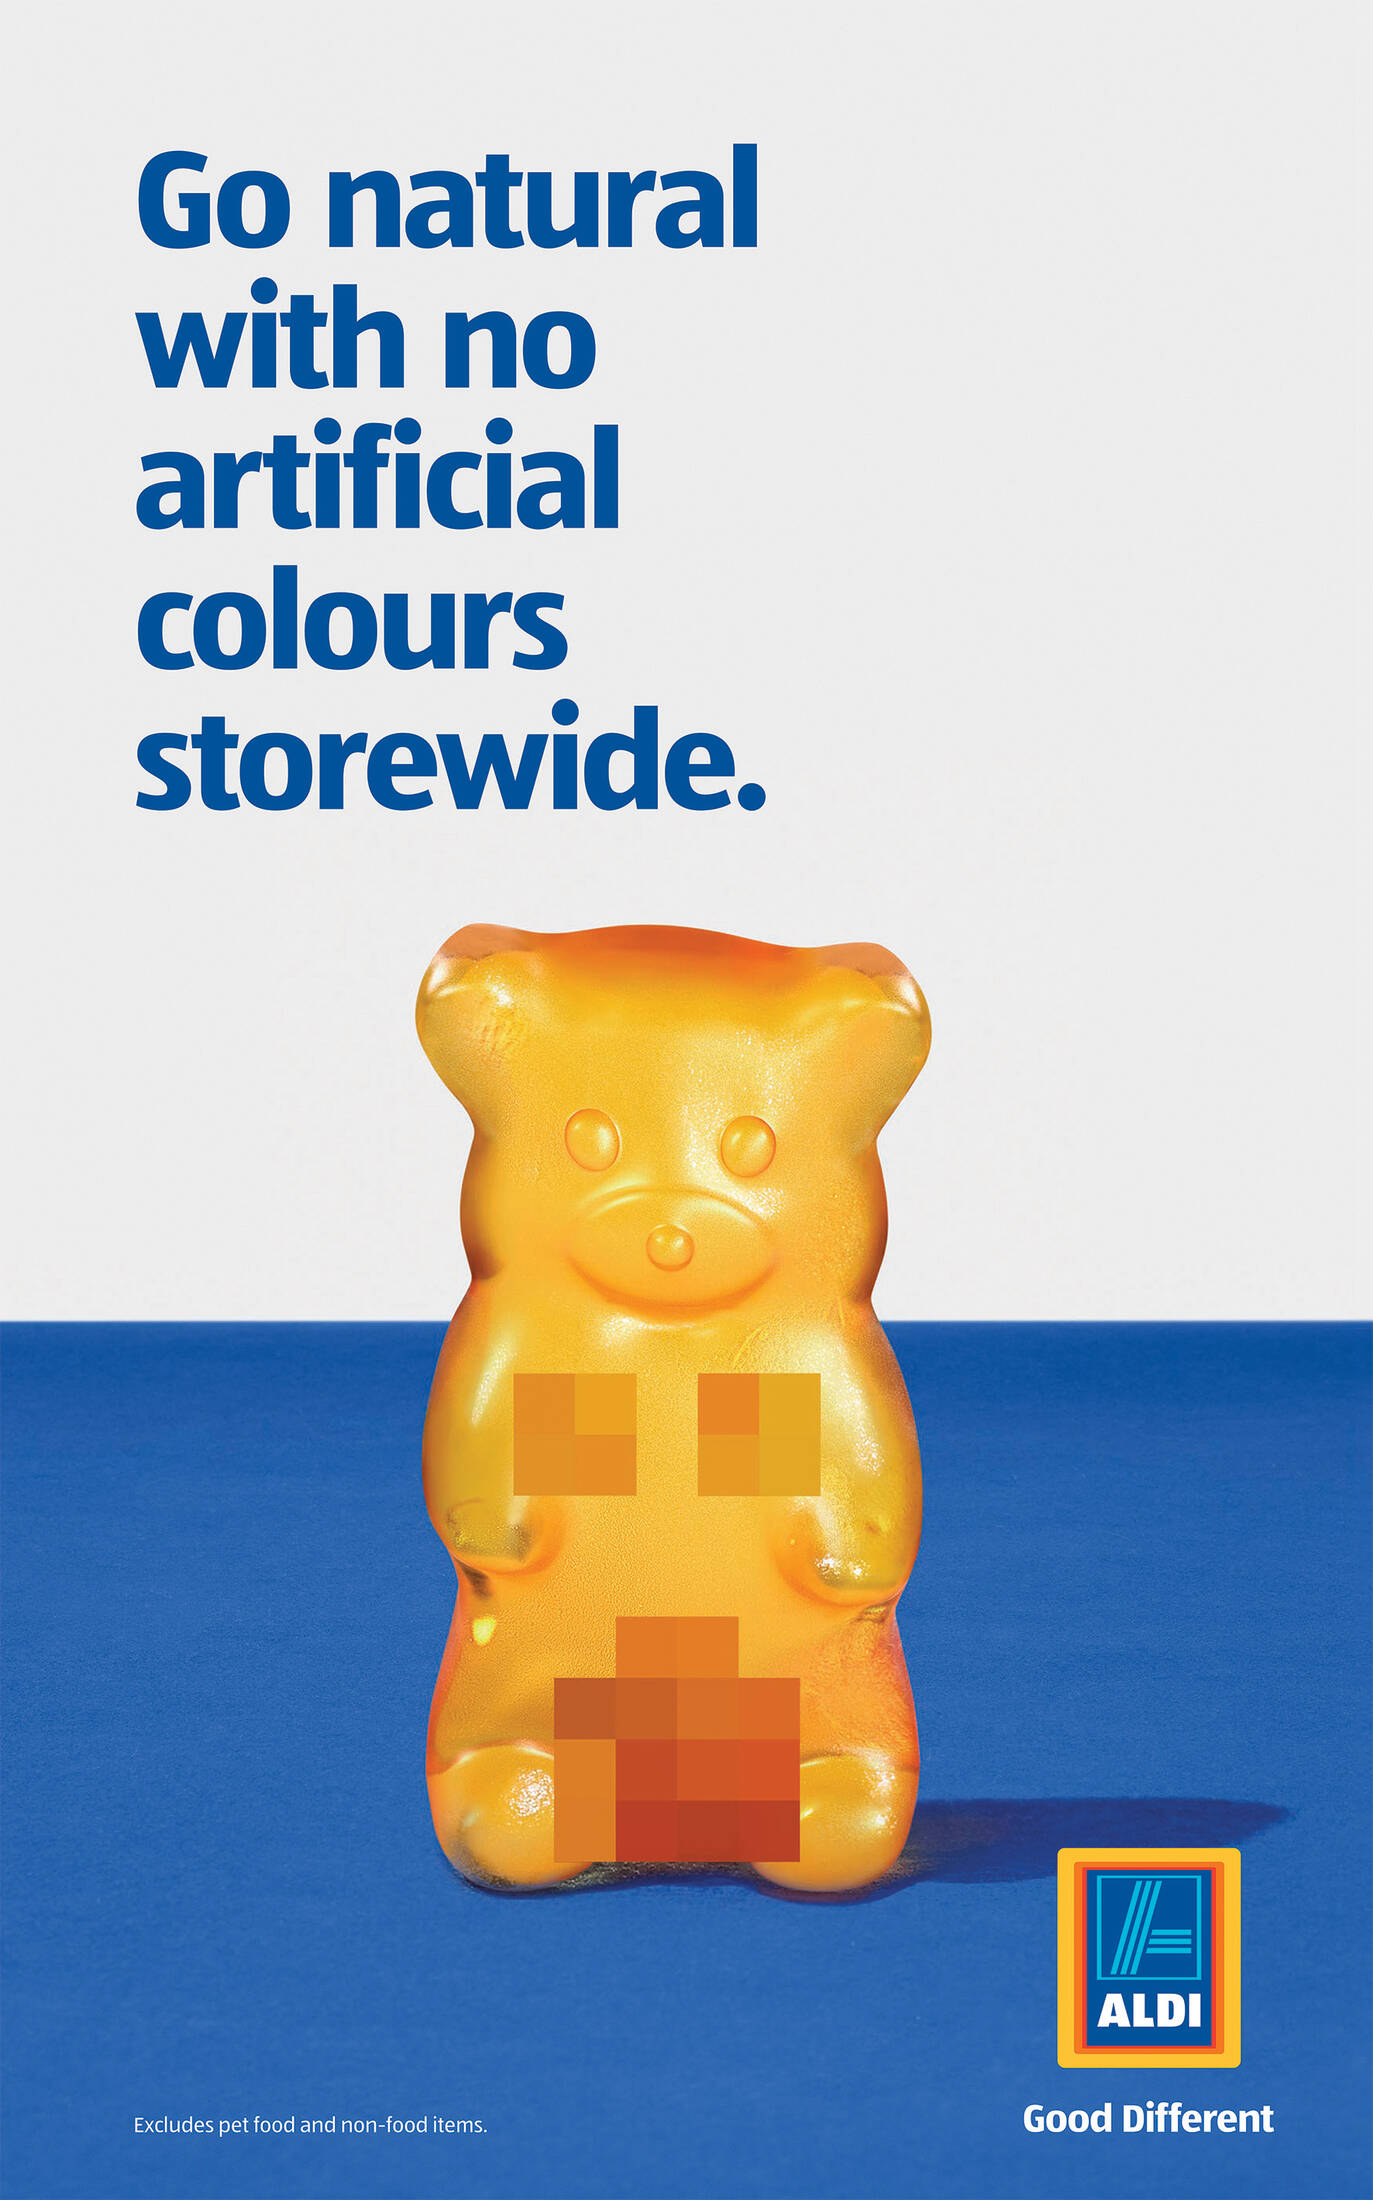 Go natural
with no
artificial
colours
storewide.
ALDI
Good Different
Excludes pet food and non-food items.